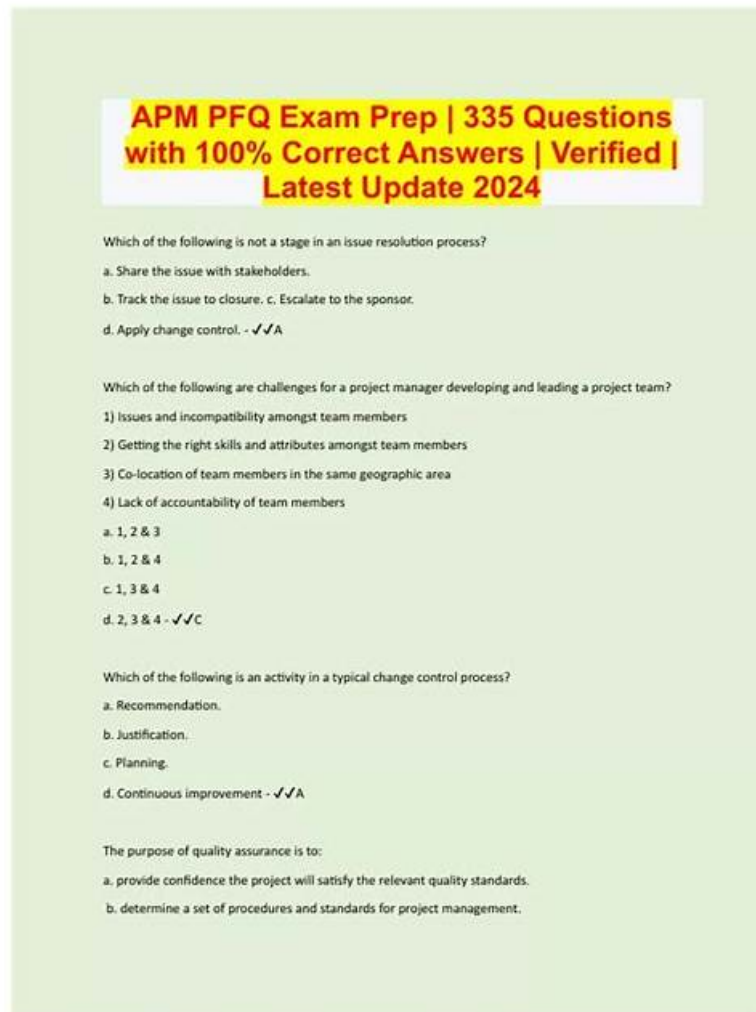 APM PFQ Exam Prep | 335 Questions
with 100% Correct Answers | Verified |
Latest Update 2024
Which of the following is not a stage in an issue resolution process?
a. Share the issue with stakeholders.
b. Track the issue to closure. c. Escalate to the sponsor.
d. Apply change control. - ✓✓A
Which of the following are challenges for a project manager developing and leading a project team?
1) Issues and incompatibility amongst team members
2) Getting the right skills and attributes amongst team members
3) Co-location of team members in the same geographic area
4) Lack of accountability of team members
a. 1, 2 & 3
b. 1, 2 & 4
c. 1, 3 & 4
d. 2, 3 & 4 - ✓✓C
Which of the following is an activity in a typical change control process?
a. Recommendation.
b. Justification.
c. Planning.
d. Continuous improvement - ✓✓A
The purpose of quality assurance is to:
a. provide confidence the project will satisfy the relevant quality standards.
b. determine a set of procedures and standards for project management.